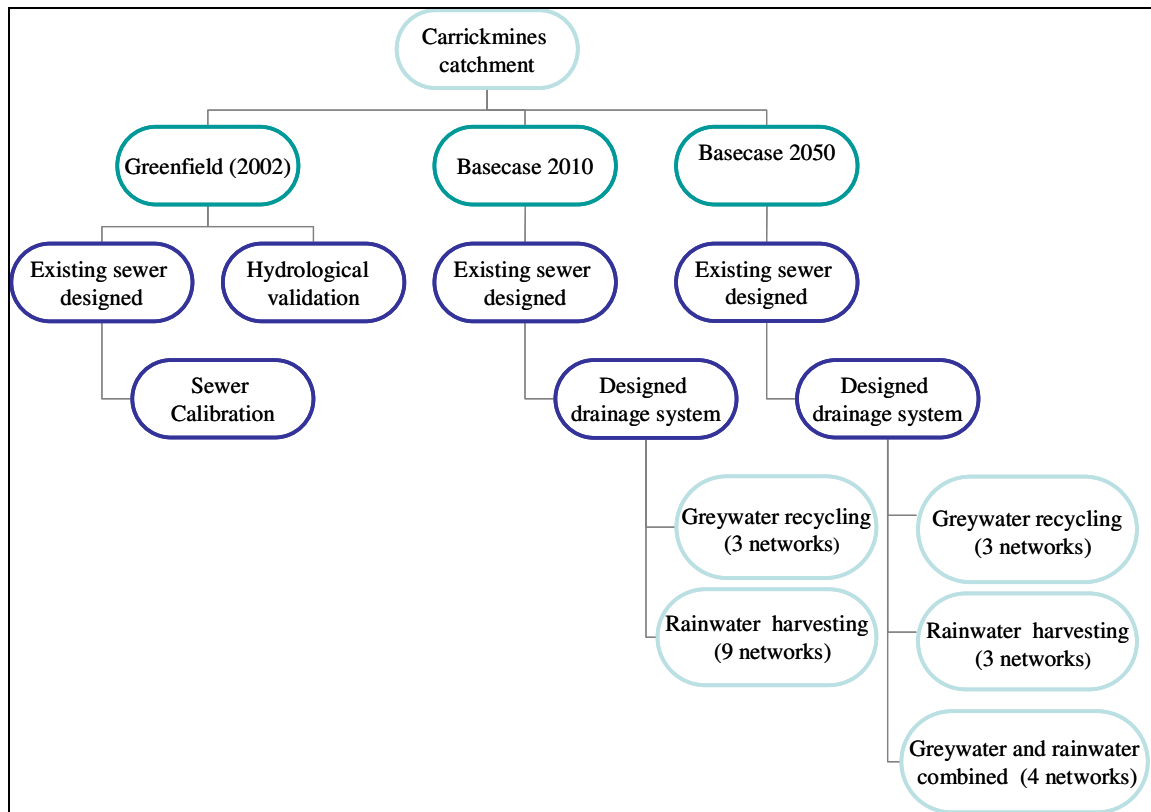 Carrickmines
catchment
Greenfield (2002)
Basecase 2010
Basecase 2050
Existing sewer
designed
Hydrological
validation
Existing sewer
designed
Existing sewer
designed
Sewer
Calibration
Designed
drainage system
Designed
drainage system
Greywater recycling
(3 networks)
Greywater recycling
(3 networks)
Rainwater harvesting
(9 networks)
Rainwater harvesting
(3 networks)
Greywater and rainwater
combined (4 networks)